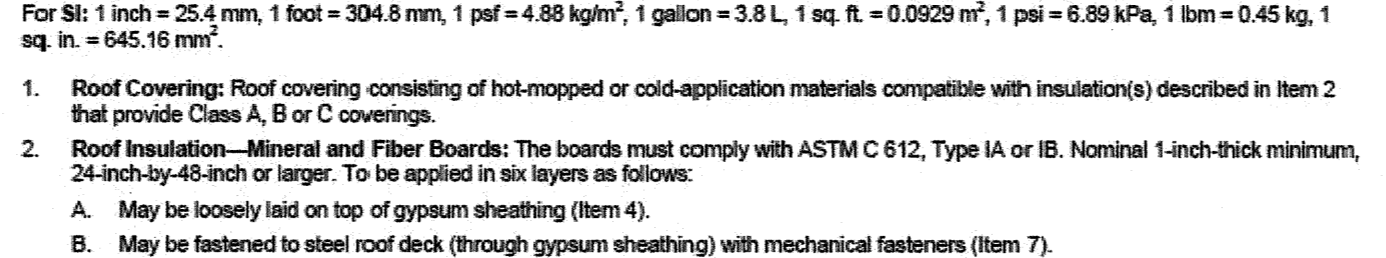 For SI: 1 inch = 25.4 mm, 1 foot = 304.8 mm, 1 psf = 4.88 kg/m², 1 gallon = 3.8 L, 1 sq. ft. = 0.0929 m², 1 psi = 6.89 kPa, 1 lbm = 0.45 kg, 1
sq. in. = 645.16 mm².
1. Roof Covering: Roof covering consisting of hot-mopped or cold-application materials compatible with insulation(s) described in Item 2
that provide Class A, B or C coverings.
2. Roof Insulation—Mineral and Fiber Boards: The boards must comply with ASTM C 612, Type IA or IB. Nominal 1-inch-thick minimum,
24-inch-by-48-inch or larger. To be applied in six layers as follows:
A. May be loosely laid on top of gypsum sheathing (Item 4).
B. May be fastened to steel roof deck (through gypsum sheathing) with mechanical fasteners (Item 7).